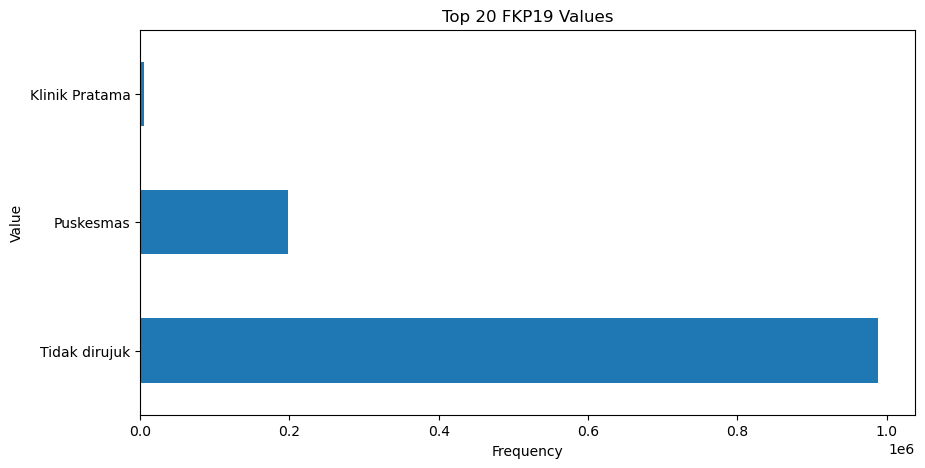 Top 20 FKP19 Values
Klinik Pratama
Puskesmas
Tidak dirujuk
Value
0.0 0.2 0.4 0.6 0.8 1.0
1e6
Frequency